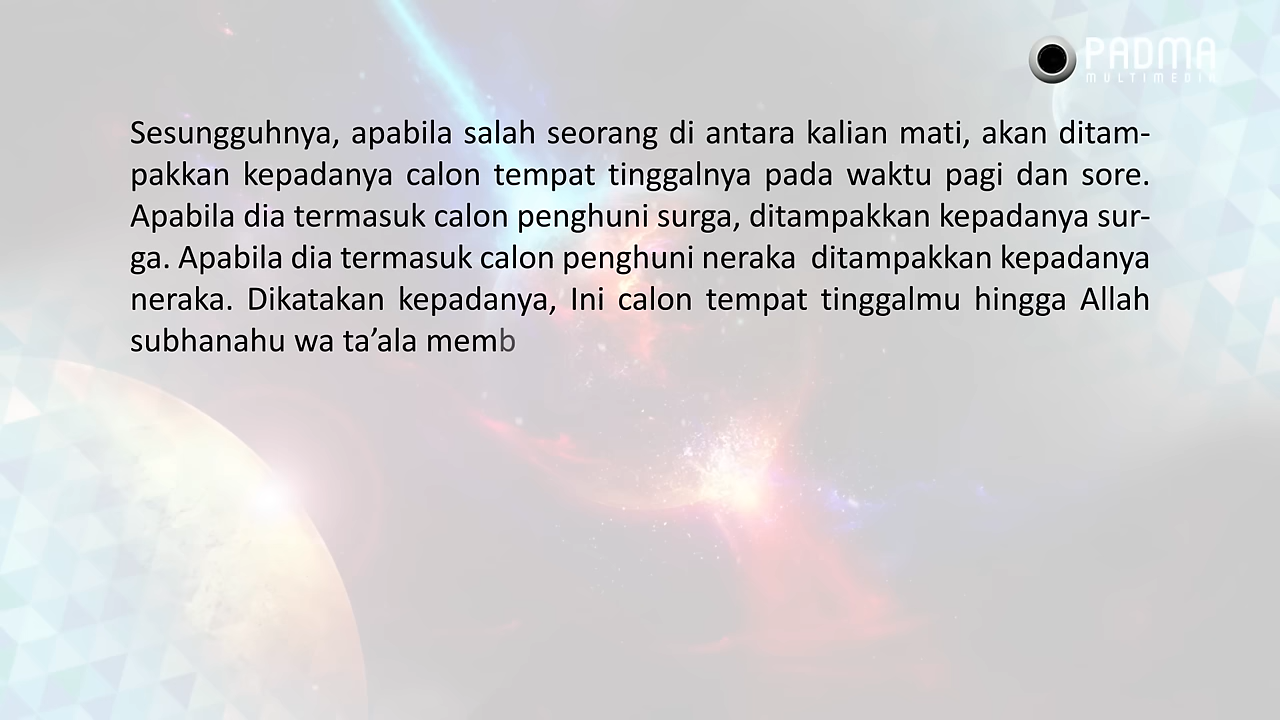 PADMA
MULTIMEDIA
Sesungguhnya, apabila salah seorang di antara kalian mati, akan ditam-
pakkan kepadanya calon tempat tinggalnya pada waktu pagi dan sore.
Apabila dia termasuk calon penghuni surga, ditampakkan kepadanya sur-
ga. Apabila dia termasuk calon penghuni neraka  ditampakkan kepadanya
neraka. Dikatakan kepadanya, Ini calon tempat tinggalmu hingga Allah
subhanahu wa ta’ala memb